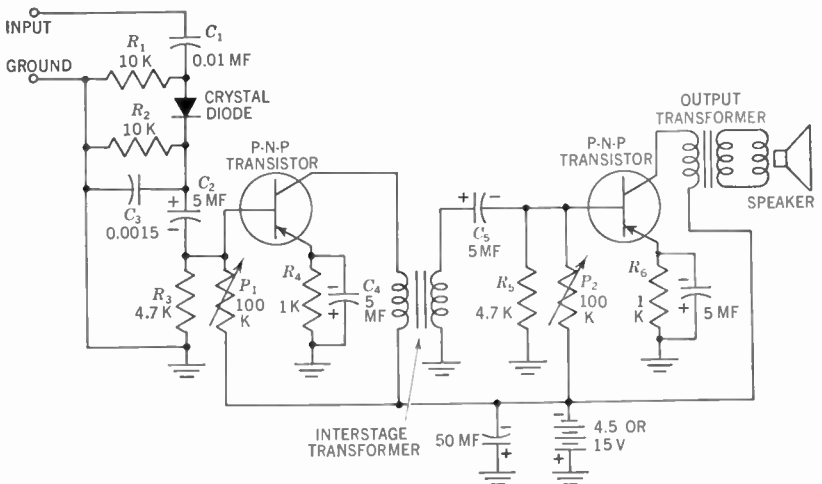 INPUT
GROUND
R1
10 K
C1
0.01 MF
CRYSTAL
DIODE
R2
10 K
C2
+
5 MF
-
C3
0.0015
P-N-P
TRANSISTOR
R3
4.7 K
P1
100
K
R4
1 K
-
C4
5
MF
+
INTERSTAGE
TRANSFORMER
+
-
C5
5 MF
P-N-P
TRANSISTOR
R5
4.7 K
P2
100
K
R6
1
K
-
+
5 MF
OUTPUT
TRANSFORMER
SPEAKER
50 MF
-
+
-
+
4.5 OR
15 V